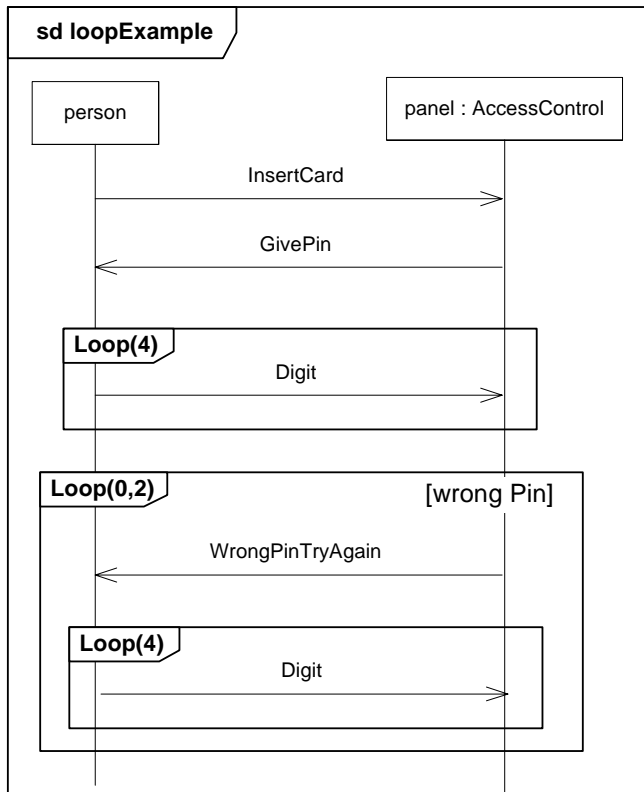 sd loopExample
person
panel : AccessControl
InsertCard
GivePin
Loop(4)
Digit
Loop(0,2)
[wrong Pin]
WrongPinTryAgain
Loop(4)
Digit